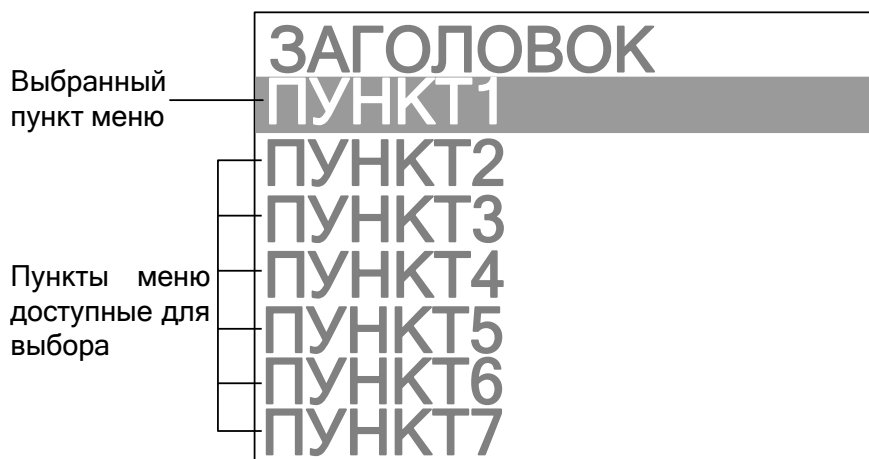 ЗАГОЛОВОК
Выбранный
пункт меню
ПУНКТ1
ПУНКТ2
ПУНКТ3
ПУНКТ4
ПУНКТ5
ПУНКТ6
ПУНКТ7
Пункты меню
доступные для
выбора